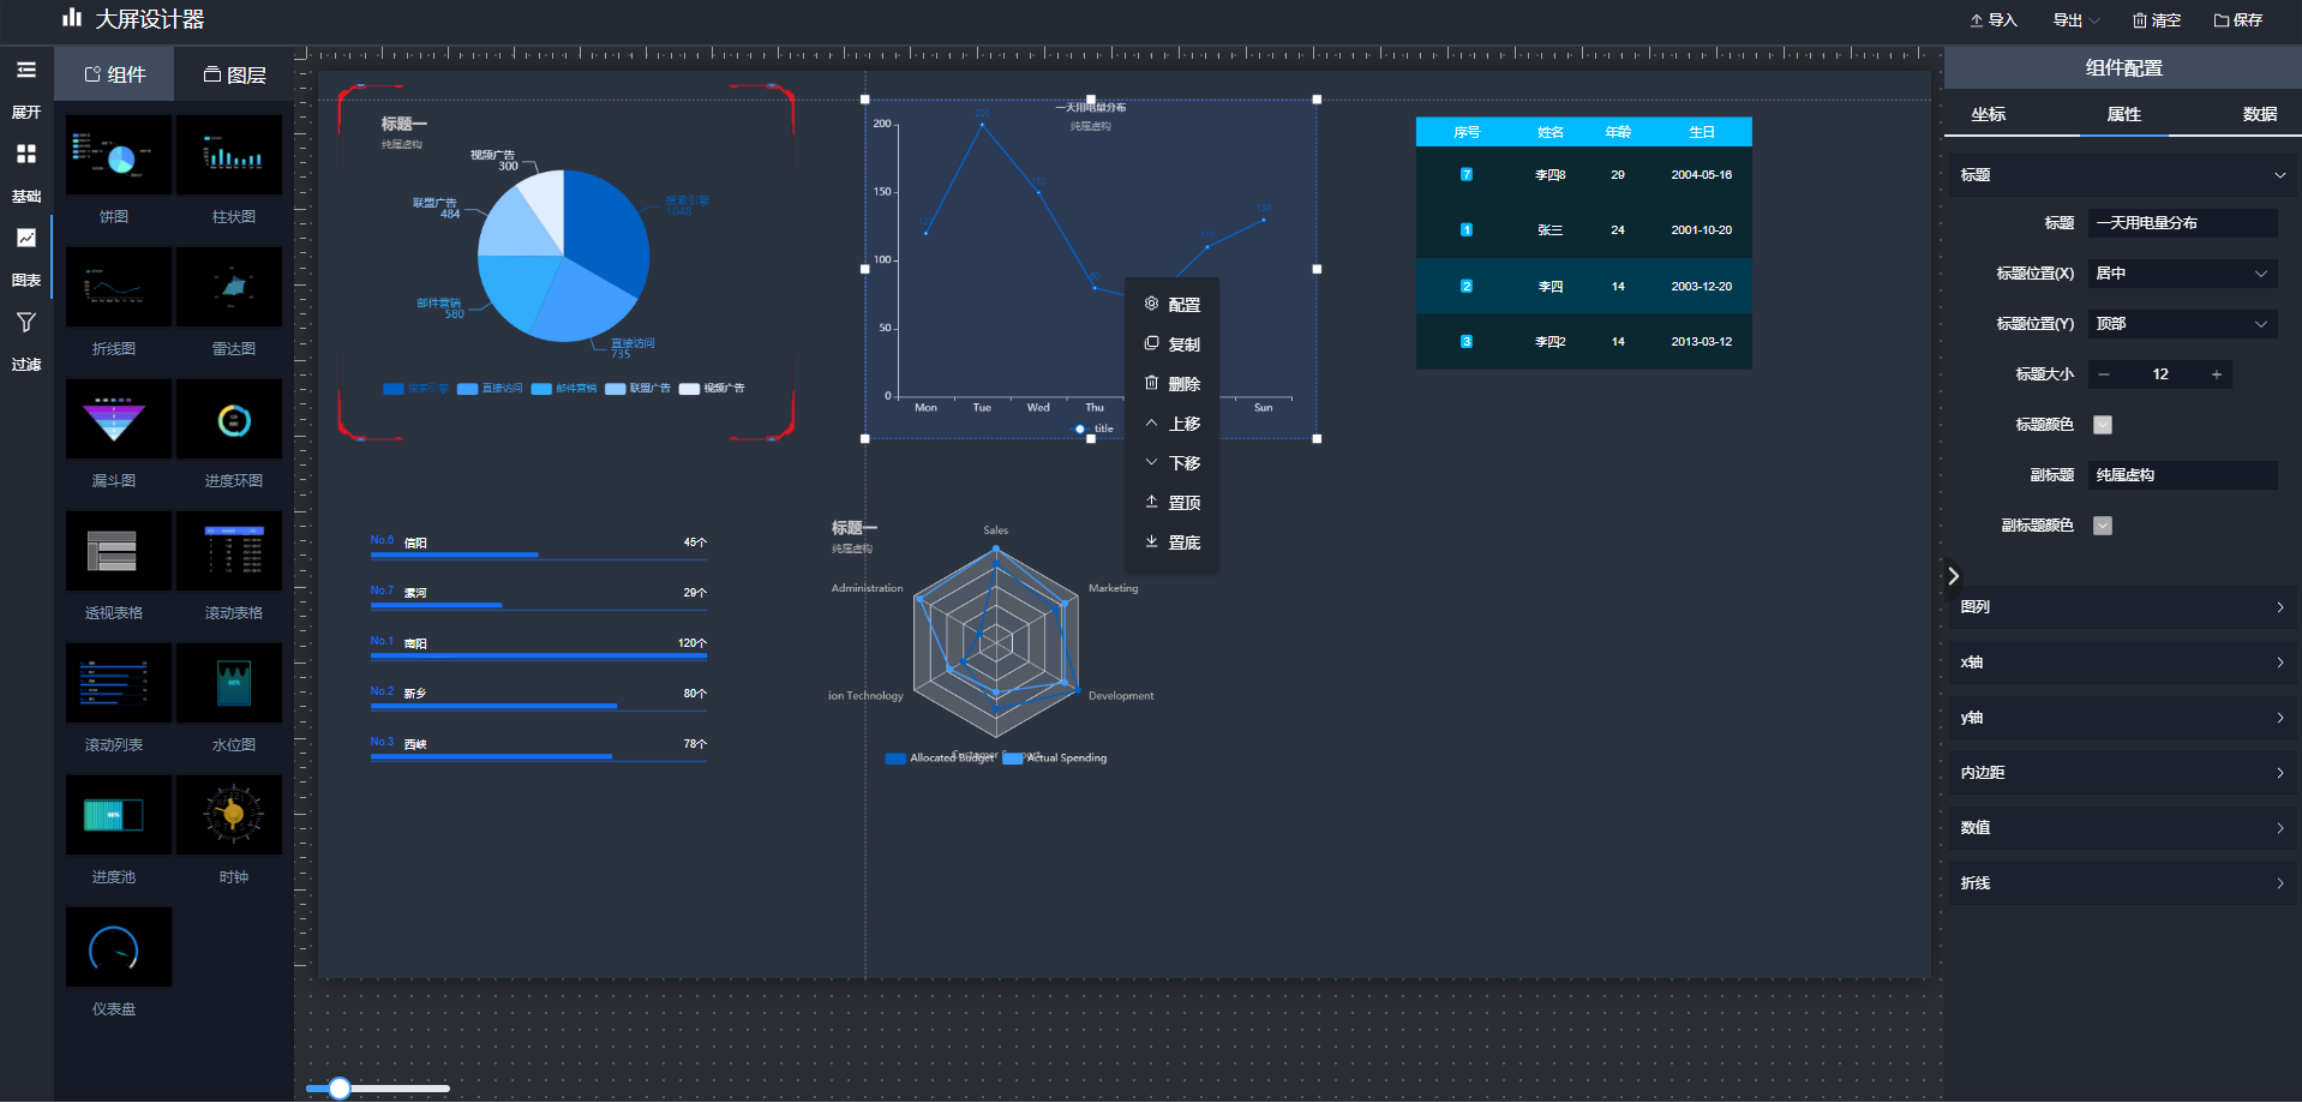 大屏设计器
导入
导出
清空
保存
组件
图层
展开
基础
图表
过滤
饼图
柱状图
折线图
雷达图
漏斗图
进度环图
透视表格
滚动表格
滚动列表
水位图
进度池
时钟
仪表盘
标题一
纯属虚构
视频广告
300
联盟广告
484
邮件营销
580
搜索引擎
1048
直接访问
735
搜索引擎 直接访问 邮件营销 联盟广告 视频广告
一天用电量分布
纯属虚构
200
150
100
50
0
200
150
80
110
130
Mon Tue Wed Thu Sun
title
配置
复制
删除
上移
下移
置顶
置底
序号 姓名 年龄 生日
7 李四8 29 2004-05-16
1 张三 24 2001-10-20
2 李四 14 2003-12-20
3 李四2 14 2013-03-12
No.6 信阳 45个
No.7 漯河 29个
No.1 南阳 120个
No.2 新乡 80个
No.3 西峡 78个
标题一
纯属虚构
Sales
Administration
Marketing
ion Technology
Development
Customer Support
Allocated Budget Actual Spending
组件配置
坐标 属性 数据
标题
标题 一天用电量分布
标题位置(X) 居中
标题位置(Y) 顶部
标题大小 − 12 +
标题颜色
副标题 纯属虚构
副标题颜色
图列
x轴
y轴
内边距
数值
折线